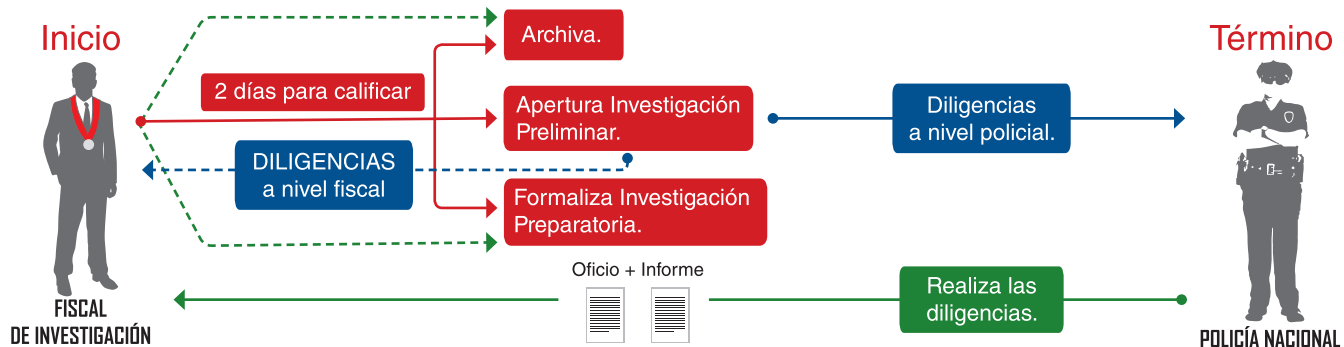 Inicio
FISCAL
DE INVESTIGACIÓN
2 días para calificar
DILIGENCIAS
a nivel fiscal
Archiva.
Apertura Investigación
Preliminar.
Formaliza Investigación
Preparatoria.
Oficio + Informe
Diligencias
a nivel policial.
Realiza las
diligencias.
Término
POLICÍA NACIONAL